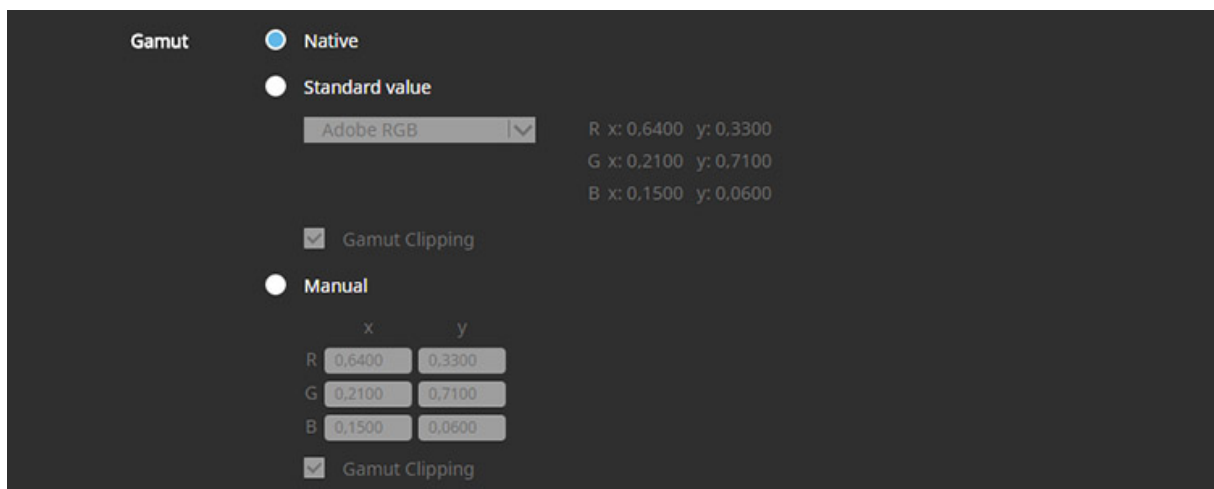 Gamut Native
Standard value
Adobe RGB R x: 0,6400 y: 0,3300
G x: 0,2100 y: 0,7100
B x: 0,1500 y: 0,0600
Gamut Clipping
Manual
x y
R 0,6400 0,3300
G 0,2100 0,7100
B 0,1500 0,0600
Gamut Clipping